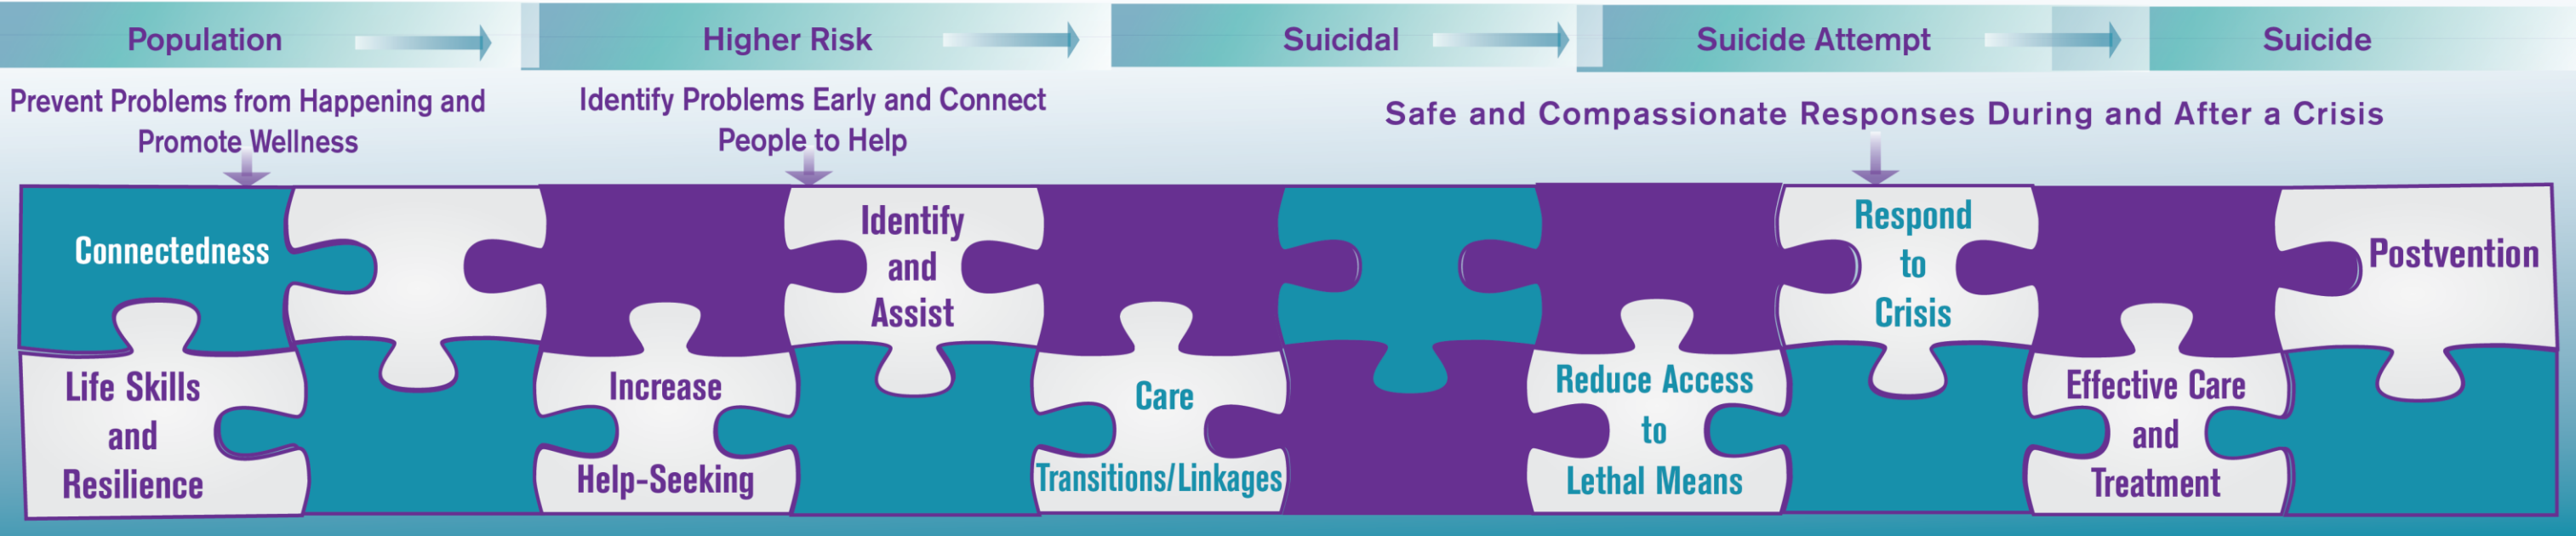 Population
Higher Risk
Suicidal
Suicide Attempt
Suicide
Prevent Problems from Happening and
Promote Wellness
Identify Problems Early and Connect
People to Help
Safe and Compassionate Responses During and After a Crisis
Connectedness
Life Skills
and
Resilience
Increase
Help-Seeking
Identify
and
Assist
Care
Transitions/Linkages
Reduce Access
to
Lethal Means
Respond
to
Crisis
Effective Care
and
Treatment
Postvention